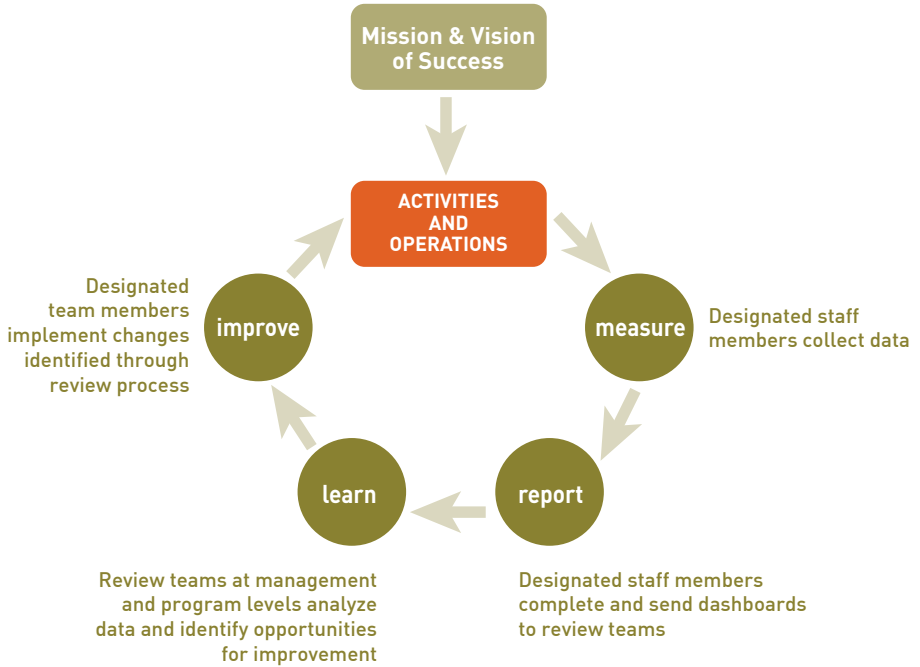 Mission & Vision
of Success
ACTIVITIES
AND
OPERATIONS
measure
Designated staff
members collect data
report
Designated staff members
complete and send dashboards
to review teams
learn
Review teams at management
and program levels analyze
data and identify opportunities
for improvement
improve
Designated
team members
implement changes
identified through
review process